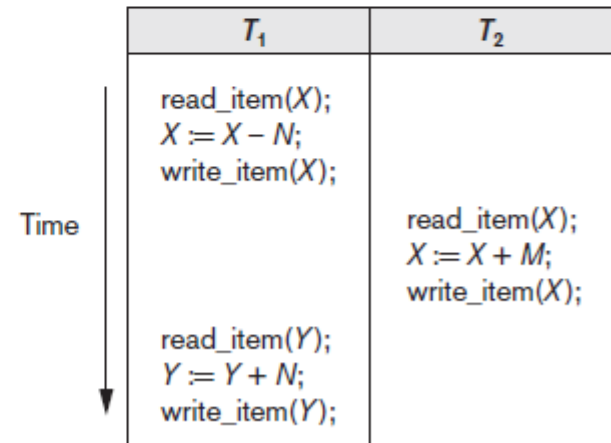 T₁ T₂
read_item(X);
X := X – N;
write_item(X);
Time
read_item(X);
X := X + M;
write_item(X);
read_item(Y);
Y := Y + N;
write_item(Y);